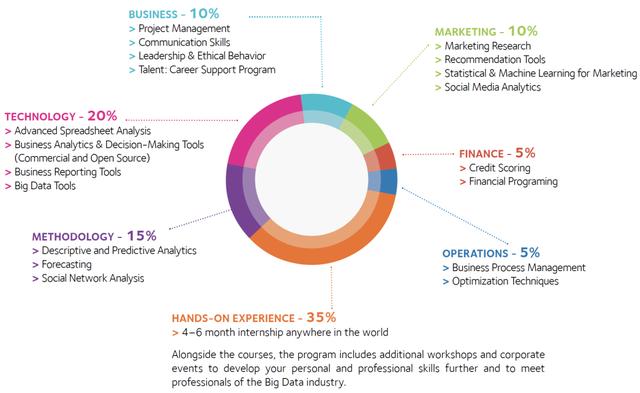 BUSINESS - 10%
> Project Management
> Communication Skills
> Leadership & Ethical Behavior
> Talent: Career Support Program
MARKETING - 10%
> Marketing Research
> Recommendation Tools
> Statistical & Machine Learning for Marketing
> Social Media Analytics
TECHNOLOGY - 20%
> Advanced Spreadsheet Analysis
> Business Analytics & Decision-Making Tools
(Commercial and Open Source)
> Business Reporting Tools
> Big Data Tools
FINANCE - 5%
> Credit Scoring
> Financial Programing
METHODOLOGY - 15%
> Descriptive and Predictive Analytics
> Forecasting
> Social Network Analysis
OPERATIONS - 5%
> Business Process Management
> Optimization Techniques
HANDS-ON EXPERIENCE - 35%
> 4–6 month internship anywhere in the world
Alongside the courses, the program includes additional workshops and corporate
events to develop your personal and professional skills further and to meet
professionals of the Big Data industry.